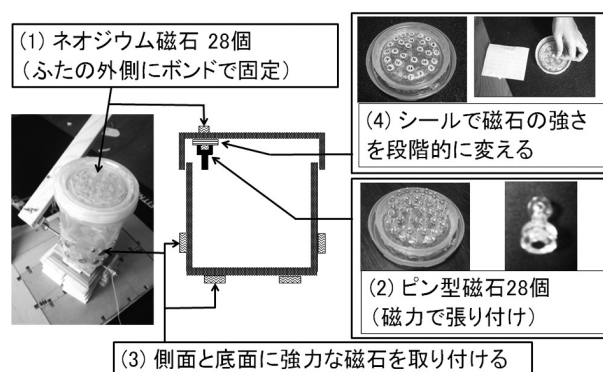 (1) ネオジウム磁石 28個
(ふたの外側にボンドで固定)
(4) シールで磁石の強さ
を段階的に変える
(2) ピン型磁石28個
(磁力で張り付け)
(3) 側面と底面に強力な磁石を取り付ける